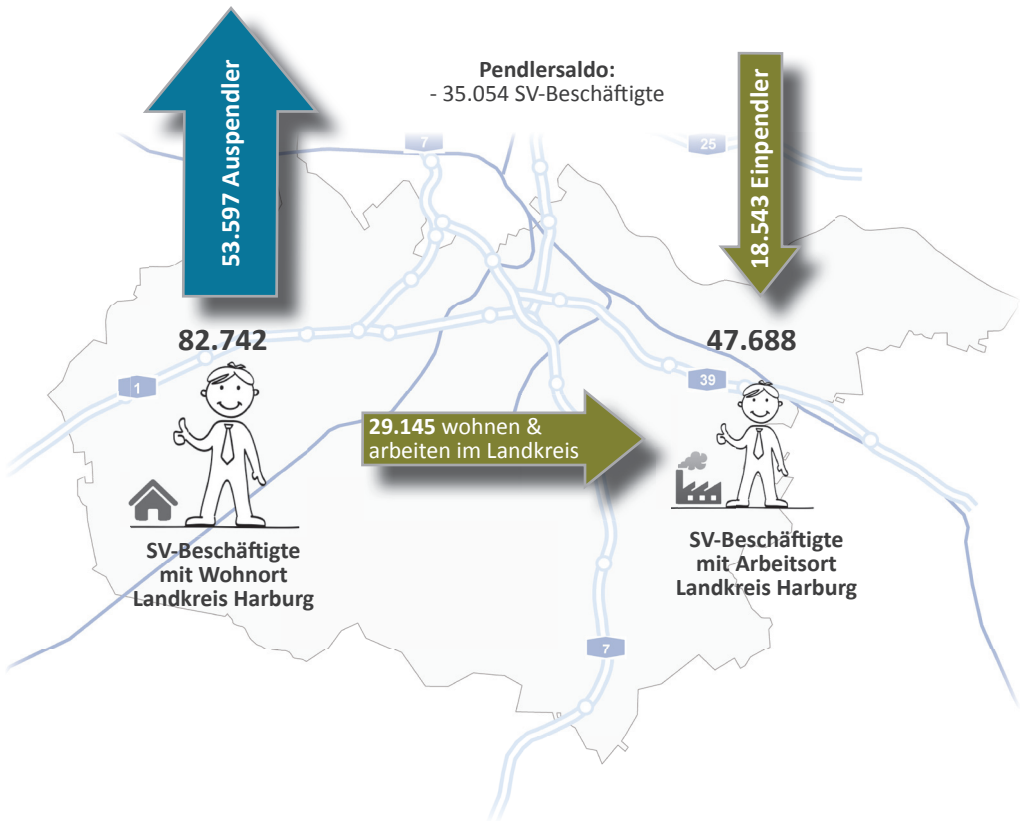 Pendlersaldo:
- 35.054 SV-Beschäftigte
53.597 Auspendler
18.543 Einpendler
7
25
82.742
47.688
1
39
29.145 wohnen &
arbeiten im Landkreis
SV-Beschäftigte
mit Wohnort
Landkreis Harburg
SV-Beschäftigte
mit Arbeitsort
Landkreis Harburg
7